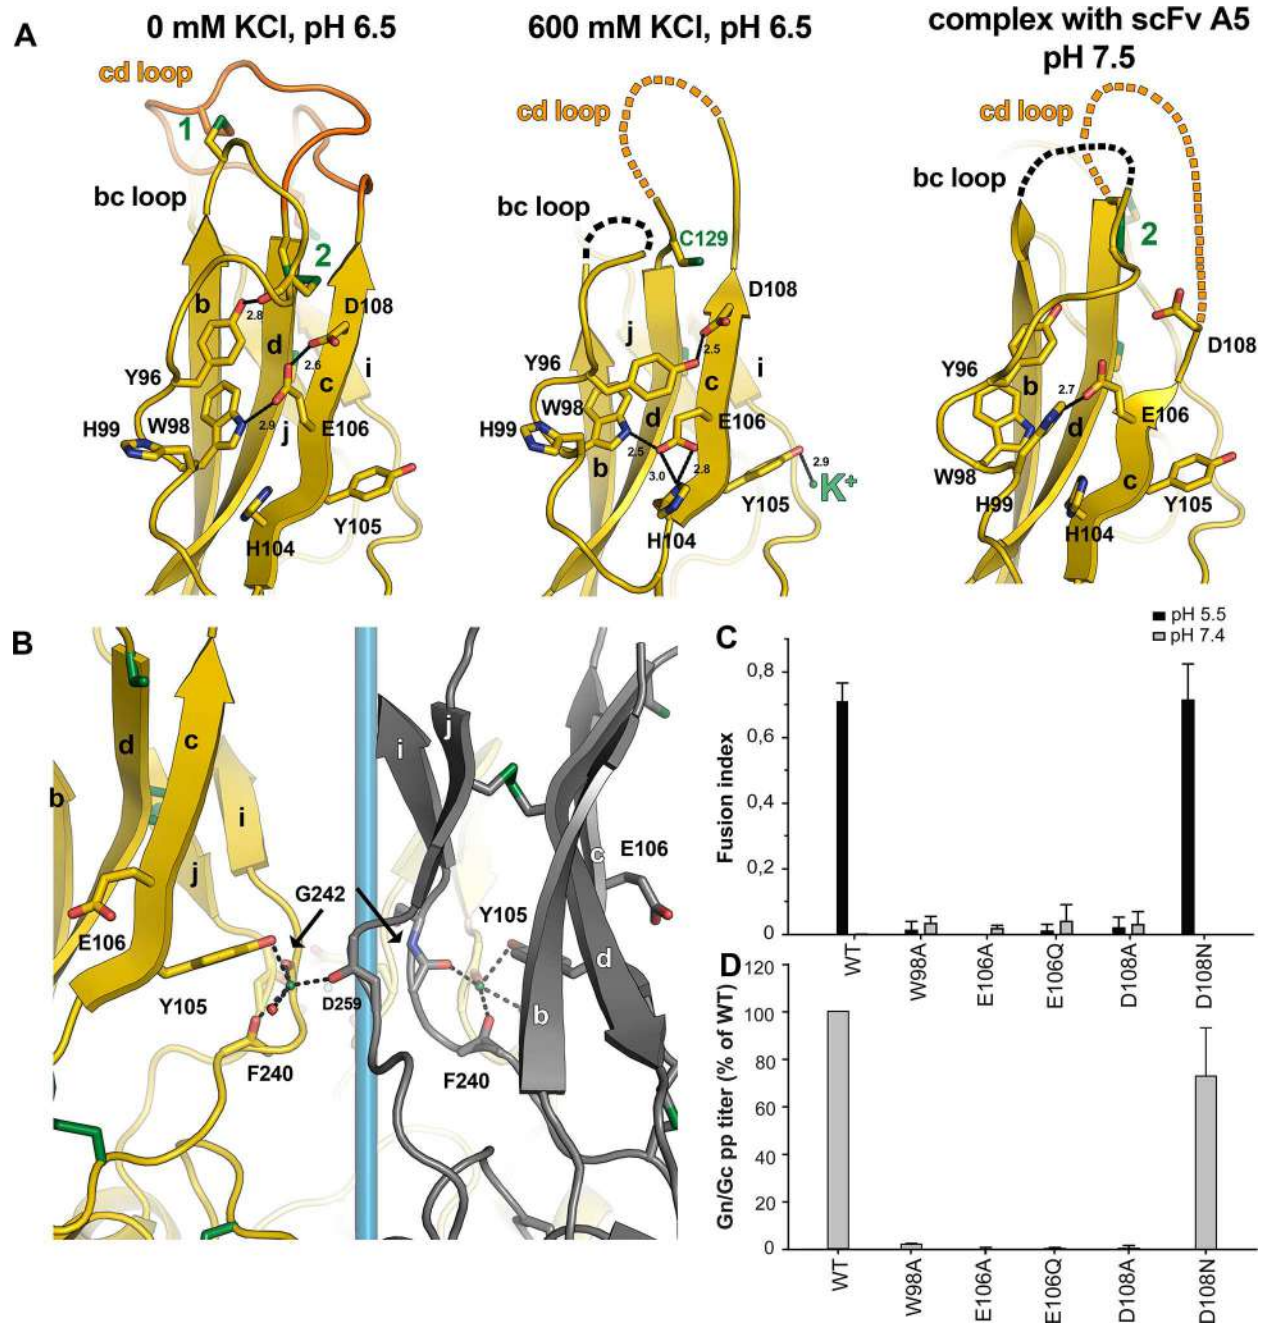 A
0 mM KCl, pH 6.5
600 mM KCl, pH 6.5
complex with scFv A5
pH 7.5
cd loop
1
bc loop
2
b
2.8
D108
d
2.6
Y96
c
i
W98
H99
2.9
j
E106
Y105
H104
cd loop
bc loop
C129
D108
j
2.5
Y96
c
i
W98
d
H99
E106
2.5
b
3.0
2.8
2.9
K+
Y105
H104
cd loop
bc loop
2
D108
Y96
b
2.7
d
E106
W98
c
H99
Y105
H104
B
d
c
b
i
j
E106
G242
Y105
D259
F240
i
j
c
E106
Y105
d
b
F240
C
pH 5.5
pH 7.4
Fusion index
0,8
0,6
0,4
0,2
0
WT
W98A
E106A
E106Q
D108A
D108N
D
Gn/Gc pp titer (% of WT)
120
100
80
60
40
20
0
WT
W98A
E106A
E106Q
D108A
D108N